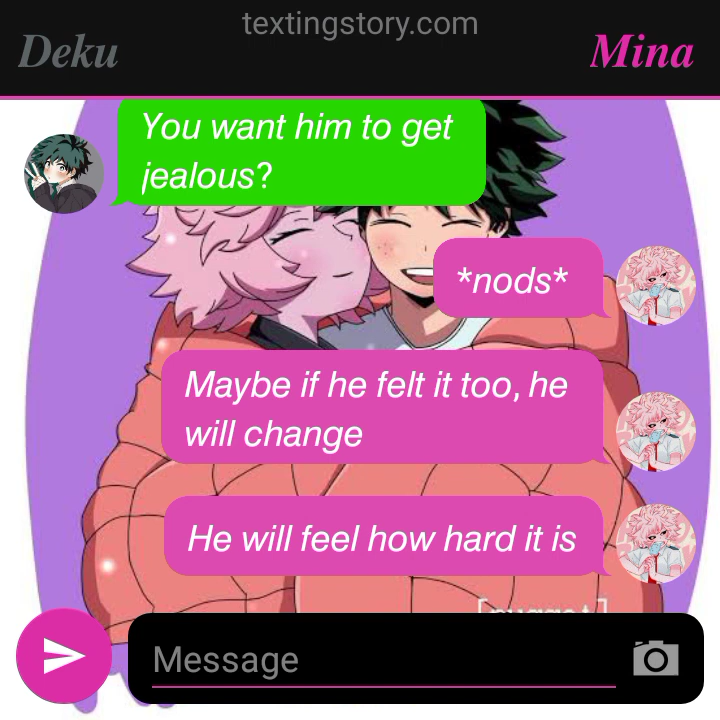 textingstory.com
Deku
Mina
You want him to get
jealous?
*nods*
Maybe if he felt it too, he
will change
He will feel how hard it is
Message